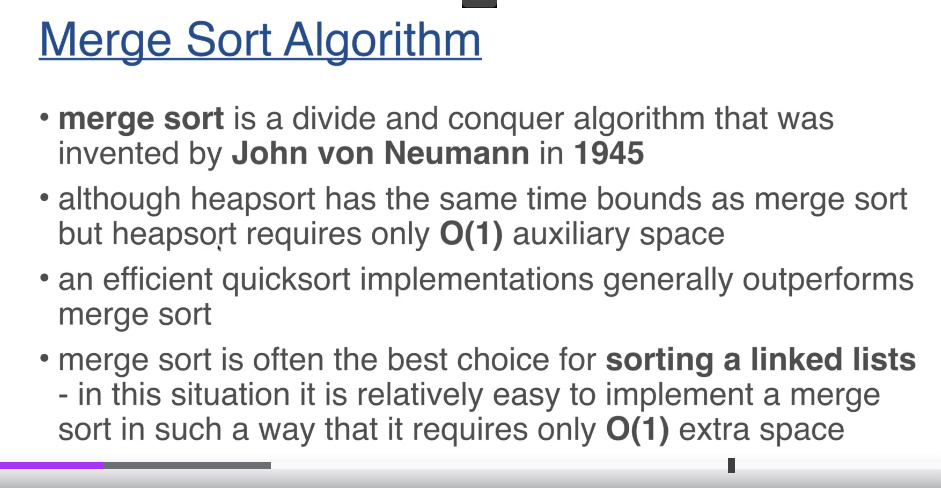 Merge Sort Algorithm
• merge sort is a divide and conquer algorithm that was
invented by John von Neumann in 1945
• although heapsort has the same time bounds as merge sort
but heapsort requires only O(1) auxiliary space
• an efficient quicksort implementations generally outperforms
merge sort
• merge sort is often the best choice for sorting a linked lists
- in this situation it is relatively easy to implement a merge
sort in such a way that it requires only O(1) extra space